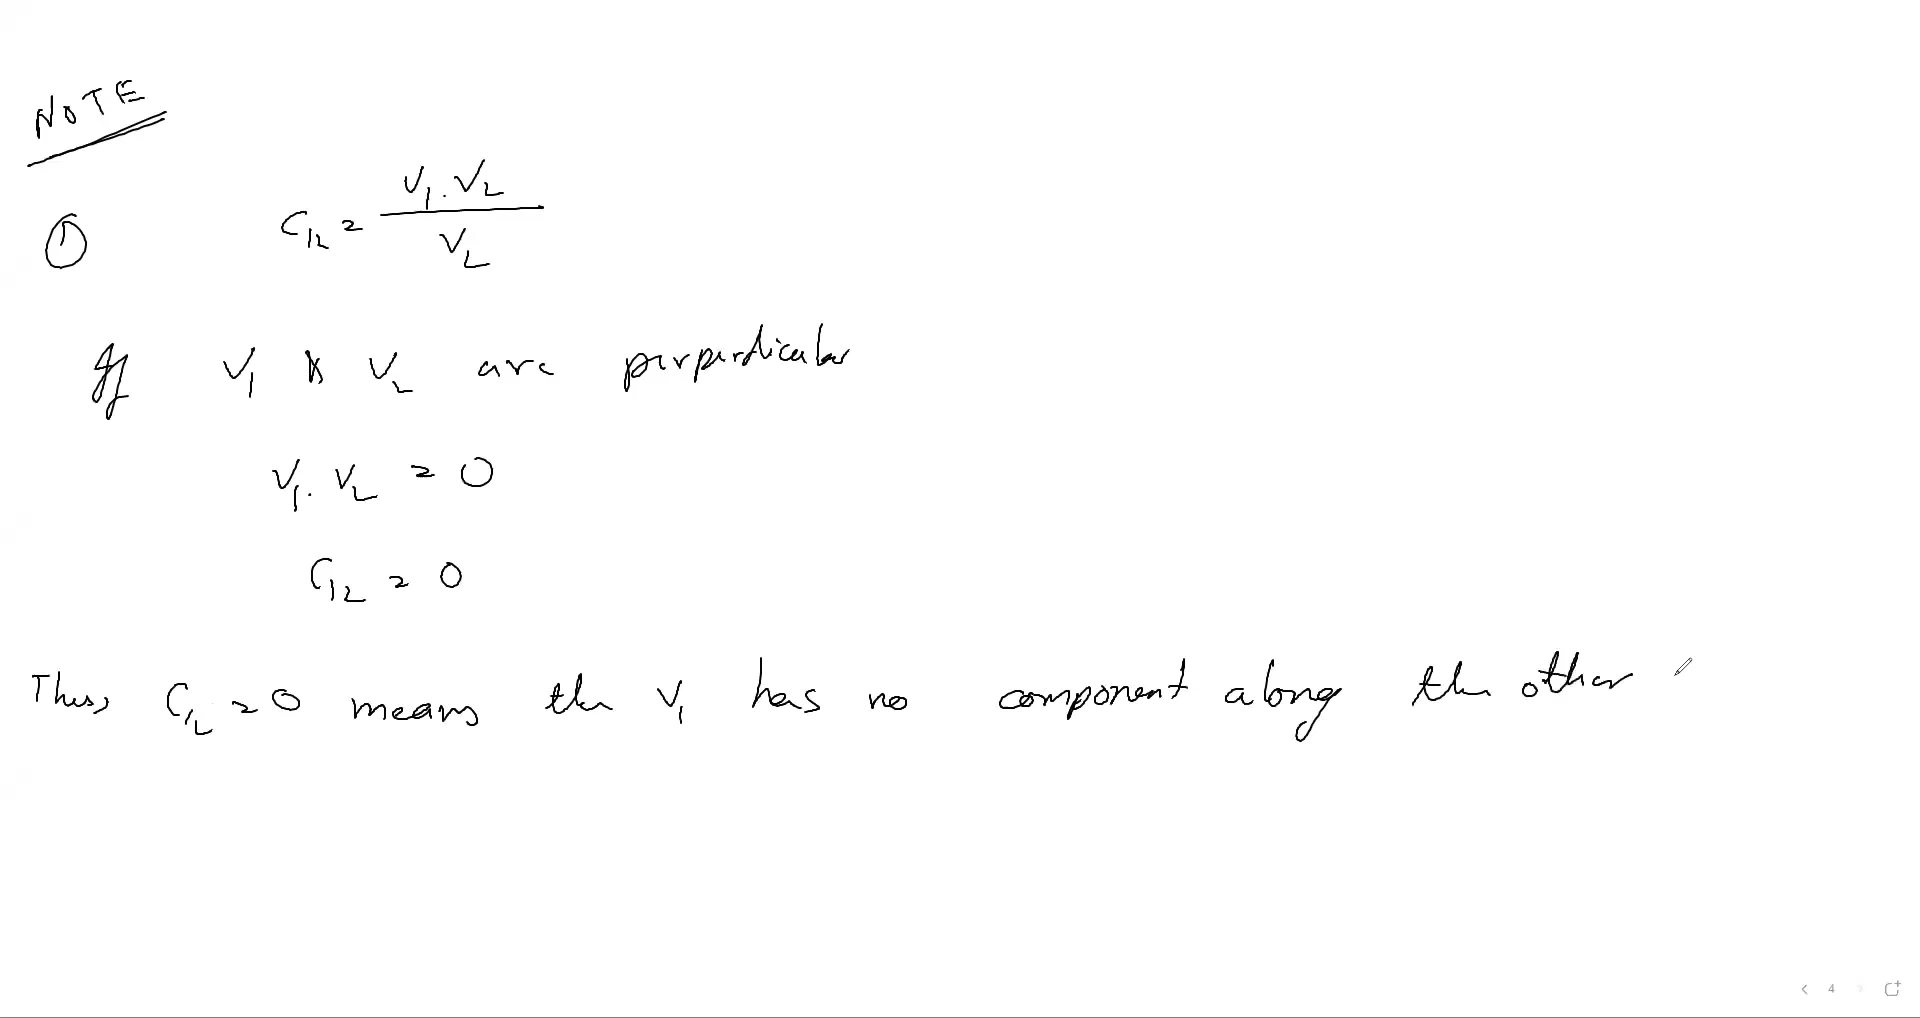 NOTE
① C₁₂ = V₁ . V₂ / V₂
If V₁ & V₂ are perpendicular
V₁ . V₂ = 0
C₁₂ = 0
Thus, C₁₂ = 0 means the V₁ has no component along the other
4